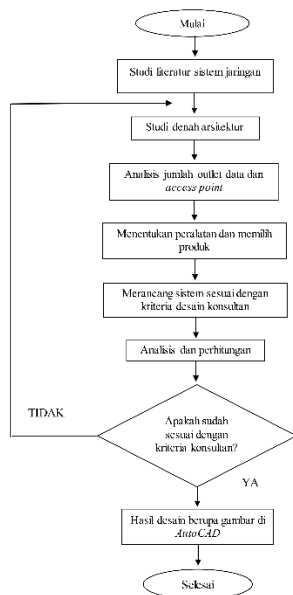 Mulai
Studi literatur sistem jaringan
Studi denah arsitektur
Analisis jumlah outlet data dan
access point
Menentukan peralatan dan memilih
produk
Merancang sistem sesuai dengan
kriteria desain konsultan
Analisis dan perhitungan
Apakah sudah
sesuai dengan
kriteria konsultan?
TIDAK
YA
Hasil desain berupa gambar di
AutoCAD
Selesai